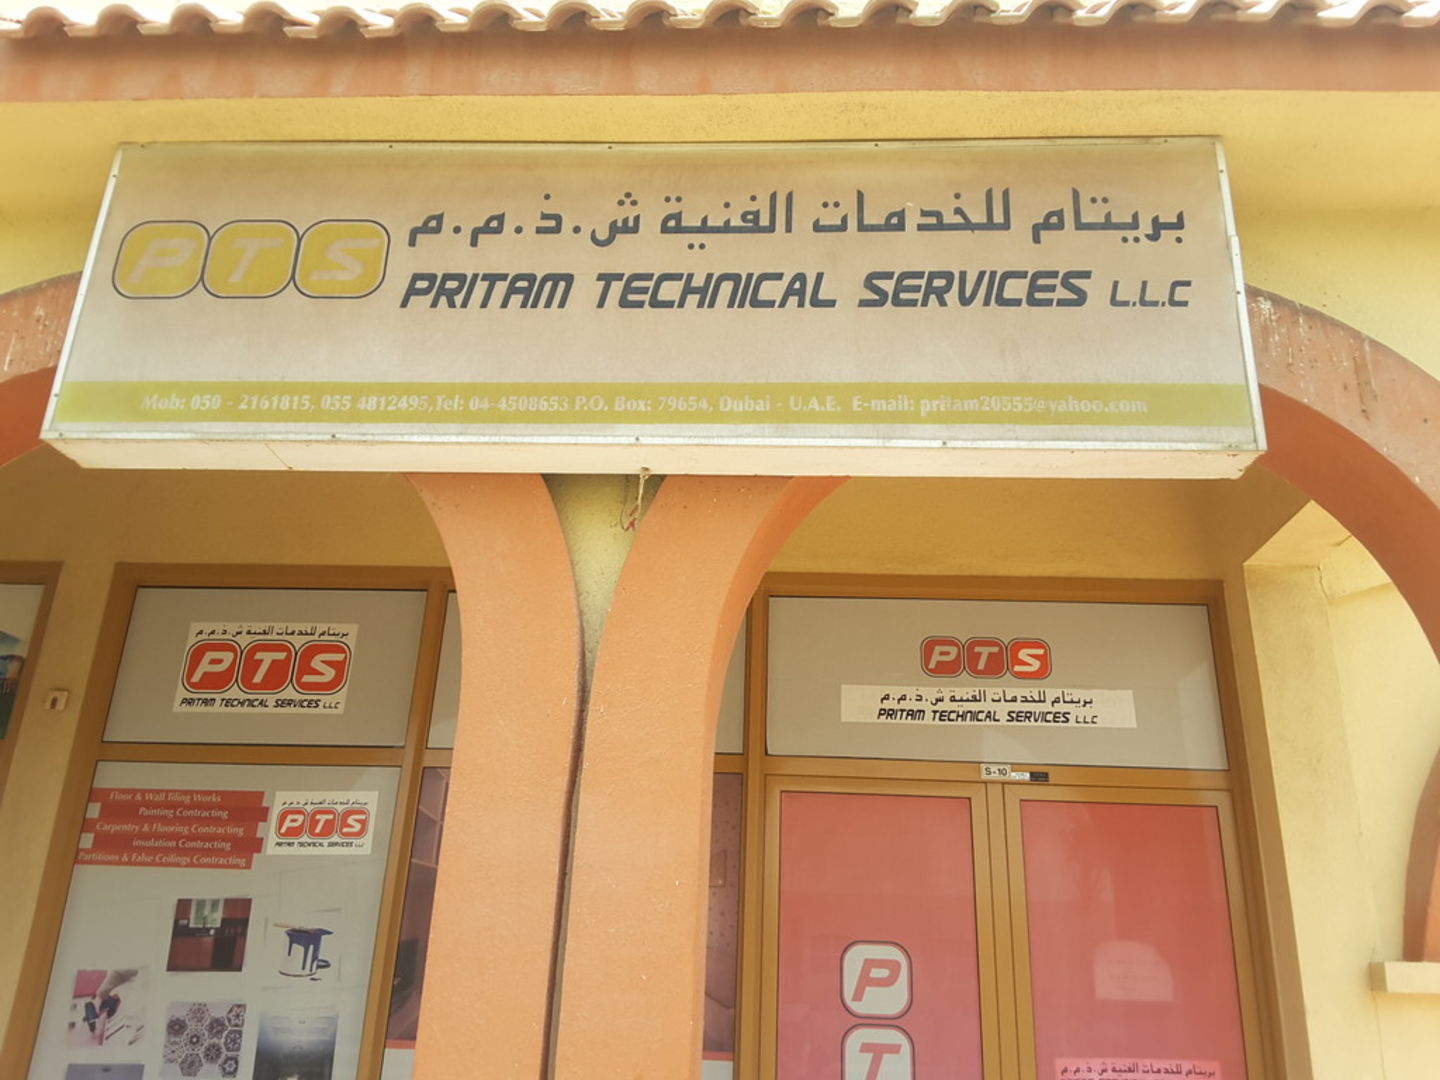 بريتام للخدمات الفنية ش.ذ.م.م
PTS
PRITAM TECHNICAL SERVICES L.L.C
Mob: 050 - 2161815, 055 4812495,Tel: 04-4508653 P.O. Box: 79654, Dubai - U.A.E. E-mail: pritam20555@yahoo.com
بريتام للخدمات الفنية ش.ذ.م.م
PTS
PRITAM TECHNICAL SERVICES LLC
PTS
بريتام للخدمات الفنية ش.ذ.م.م
PRITAM TECHNICAL SERVICES LLC
S-10
Floor & Wall Tiling Works
Painting Contracting
Carpentry & Flooring Contracting
insulation Contracting
Partitions & False Ceilings Contracting
بريتام للخدمات الفنية ش.ذ.م.م
PTS
PRITAM TECHNICAL SERVICES LLC
P
T
بريتام للخدمات الفنية ش.ذ.م.م